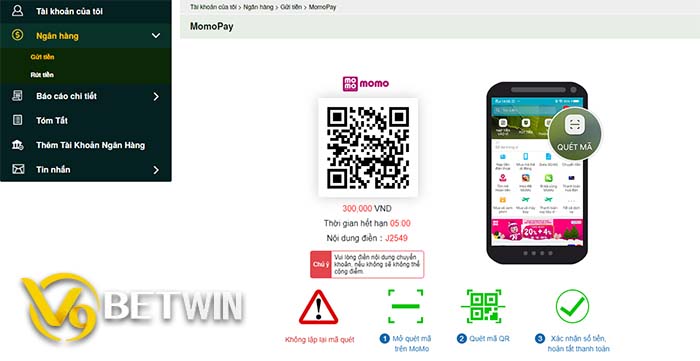 Tài khoản của tôi
Ngân hàng
Gửi tiền
Rút tiền
Báo cáo chi tiết
Tóm Tắt
Thêm Tài Khoản Ngân Hàng
Tin nhắn
Tài khoản của tôi > Ngân hàng > Gửi tiền > MomoPay
MomoPay
mo
mo
momo
300,000 VND
Thời gian hết hạn 05:00
Nội dung điền : J2549
Chú ý
Vui lòng điền nội dung chuyển
khoản, nếu không sẽ không thể
cộng điểm.
QUÉT MÃ
20%+4%
V9 BETWIN
Không lặp lại mã quét
1 Mở quét mã
trên MoMo
2 Quét mã QR
3 Xác nhận số tiền,
hoàn tất thanh toán